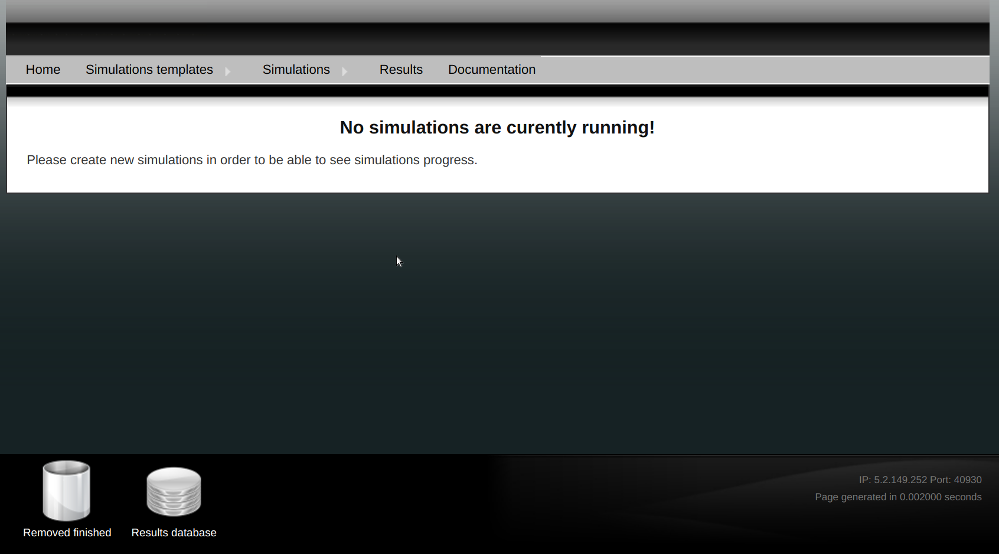 Home Simulations templates Simulations Results Documentation
No simulations are curently running!
Please create new simulations in order to be able to see simulations progress.
IP: 5.2.149.252 Port: 40930
Page generated in 0.002000 seconds
Removed finished Results database